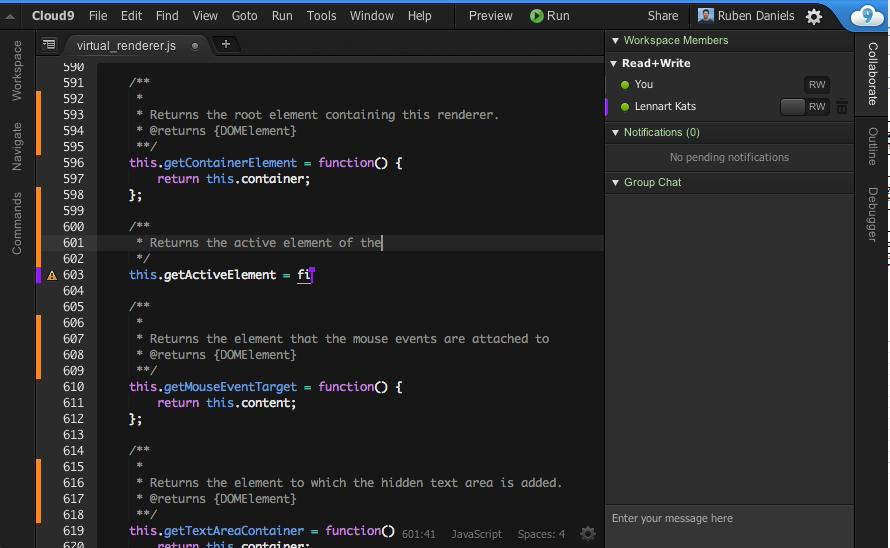 Cloud9 File Edit Find View Goto Run Tools Window Help Preview Run Share Ruben Daniels
Workspace
Navigate
Commands
virtual_renderer.js
590
591 /**
592 *
593 * Returns the root element containing this renderer.
594 * @returns {DOMElement}
595 **/
596 this.getContainerElement = function() {
597 return this.container;
598 };
599
600 /**
601 * Returns the active element of the
602 */
603 this.getActiveElement = fi
604
605 /**
606 *
607 * Returns the element that the mouse events are attached to
608 * @returns {DOMElement}
609 **/
610 this.getMouseEventTarget = function() {
611 return this.content;
612 };
613
614 /**
615 *
616 * Returns the element to which the hidden text area is added.
617 * @returns {DOMElement}
618 **/
619 this.getTextAreaContainer = function()
620 return this.container;
601:41 JavaScript Spaces: 4
Workspace Members
Read+Write
You RW
Lennart Kats RW
Notifications (0)
No pending notifications
Group Chat
Enter your message here
Collaborate
Outline
Debugger
9